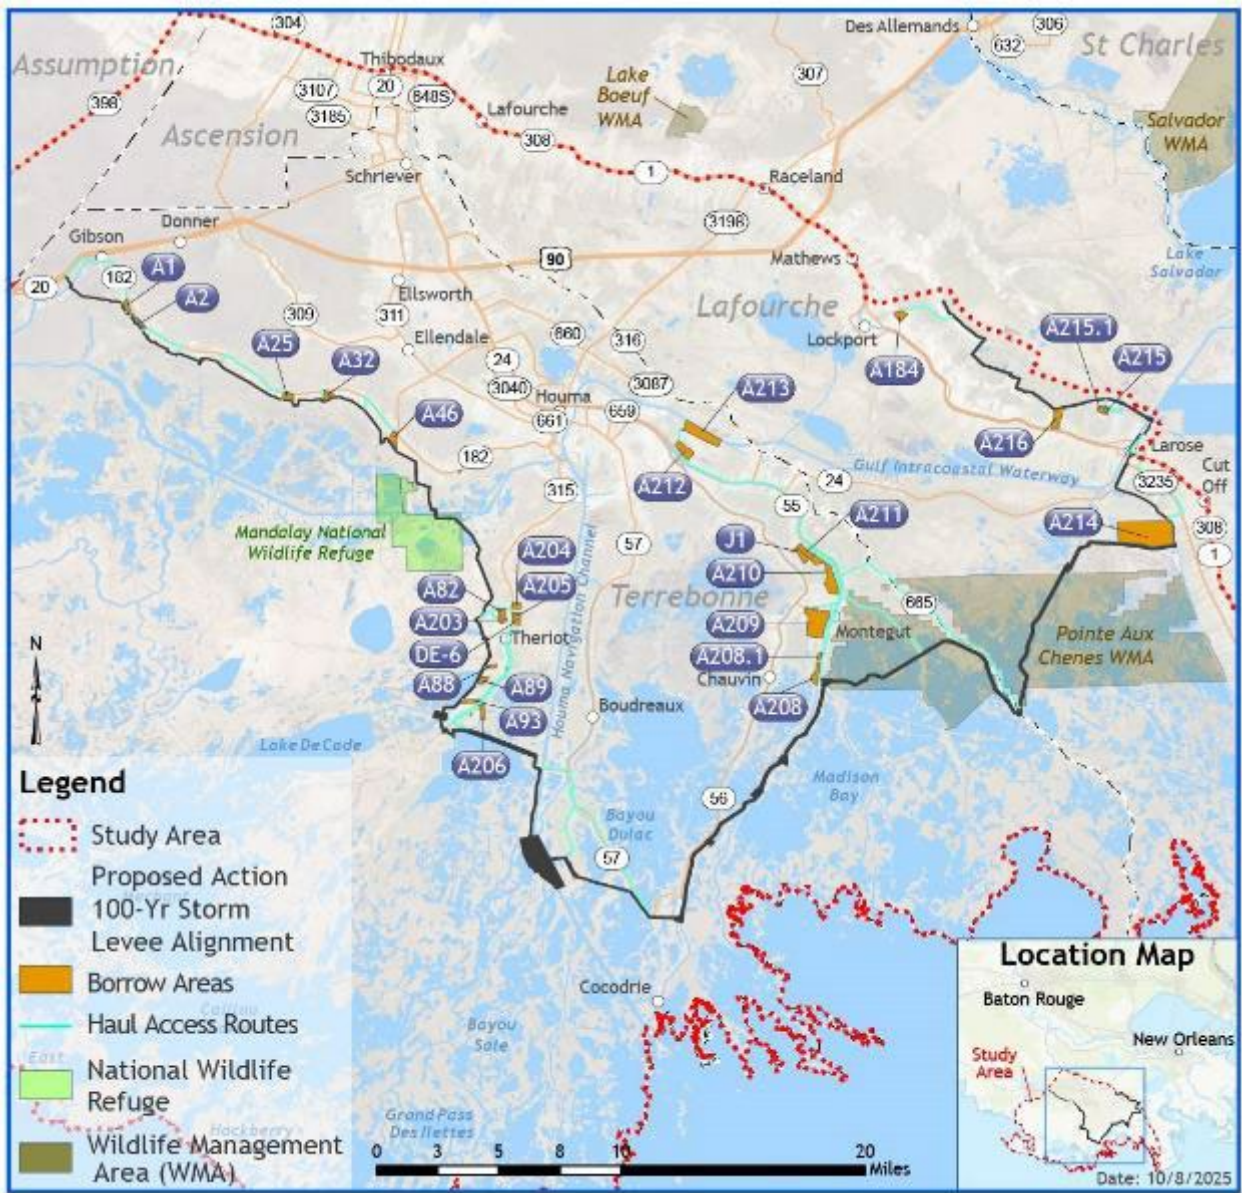 304
Des Allemands
306
632
St Charles
Assumption
Thibodaux
307
Lake
Boeuf
WMA
20
3107
648S
398
3185
Lafourche
Salvador
WMA
Ascension
308
Schriever
1
Raceland
3198
Donner
Gibson
90
Mathews
Lake
Salvador
182
A1
20
A2
Ellsworth
309
311
Lafourche
A215.1
660
316
Lockport
A215
Ellendale
24
A25
A32
A184
3040
3087
A213
Houma
659
661
A46
A216
Larose
182
Gulf Intracoastal Waterway
Cut
Off
3235
315
A212
24
55
308
A211
A214
Mandalay National
Wildlife Refuge
57
J1
1
A204
A210
A82
A205
Terrebonne
665
A203
A209
Theriot
Montegut
Pointe Aux
Chenes WMA
DE-6
A208.1
A88
A89
Chauvin
A208
A93
Houma Navigation Channel
Boudreaux
N
Lake De Cade
A206
Madison
Bay
56
Bayou
Dulac
57
Legend
Study Area
Proposed Action
100-Yr Storm
Levee Alignment
Borrow Areas
Haul Access Routes
East
National Wildlife
Refuge
Hackberry
Wildlife Management
Area (WMA)
Cocodrie
Bayou
Sale
Grand Pass
Des Ilettes
0 3 5 8 10 20
Miles
Location Map
Baton Rouge
New Orleans
Study
Area
Date: 10/8/2025